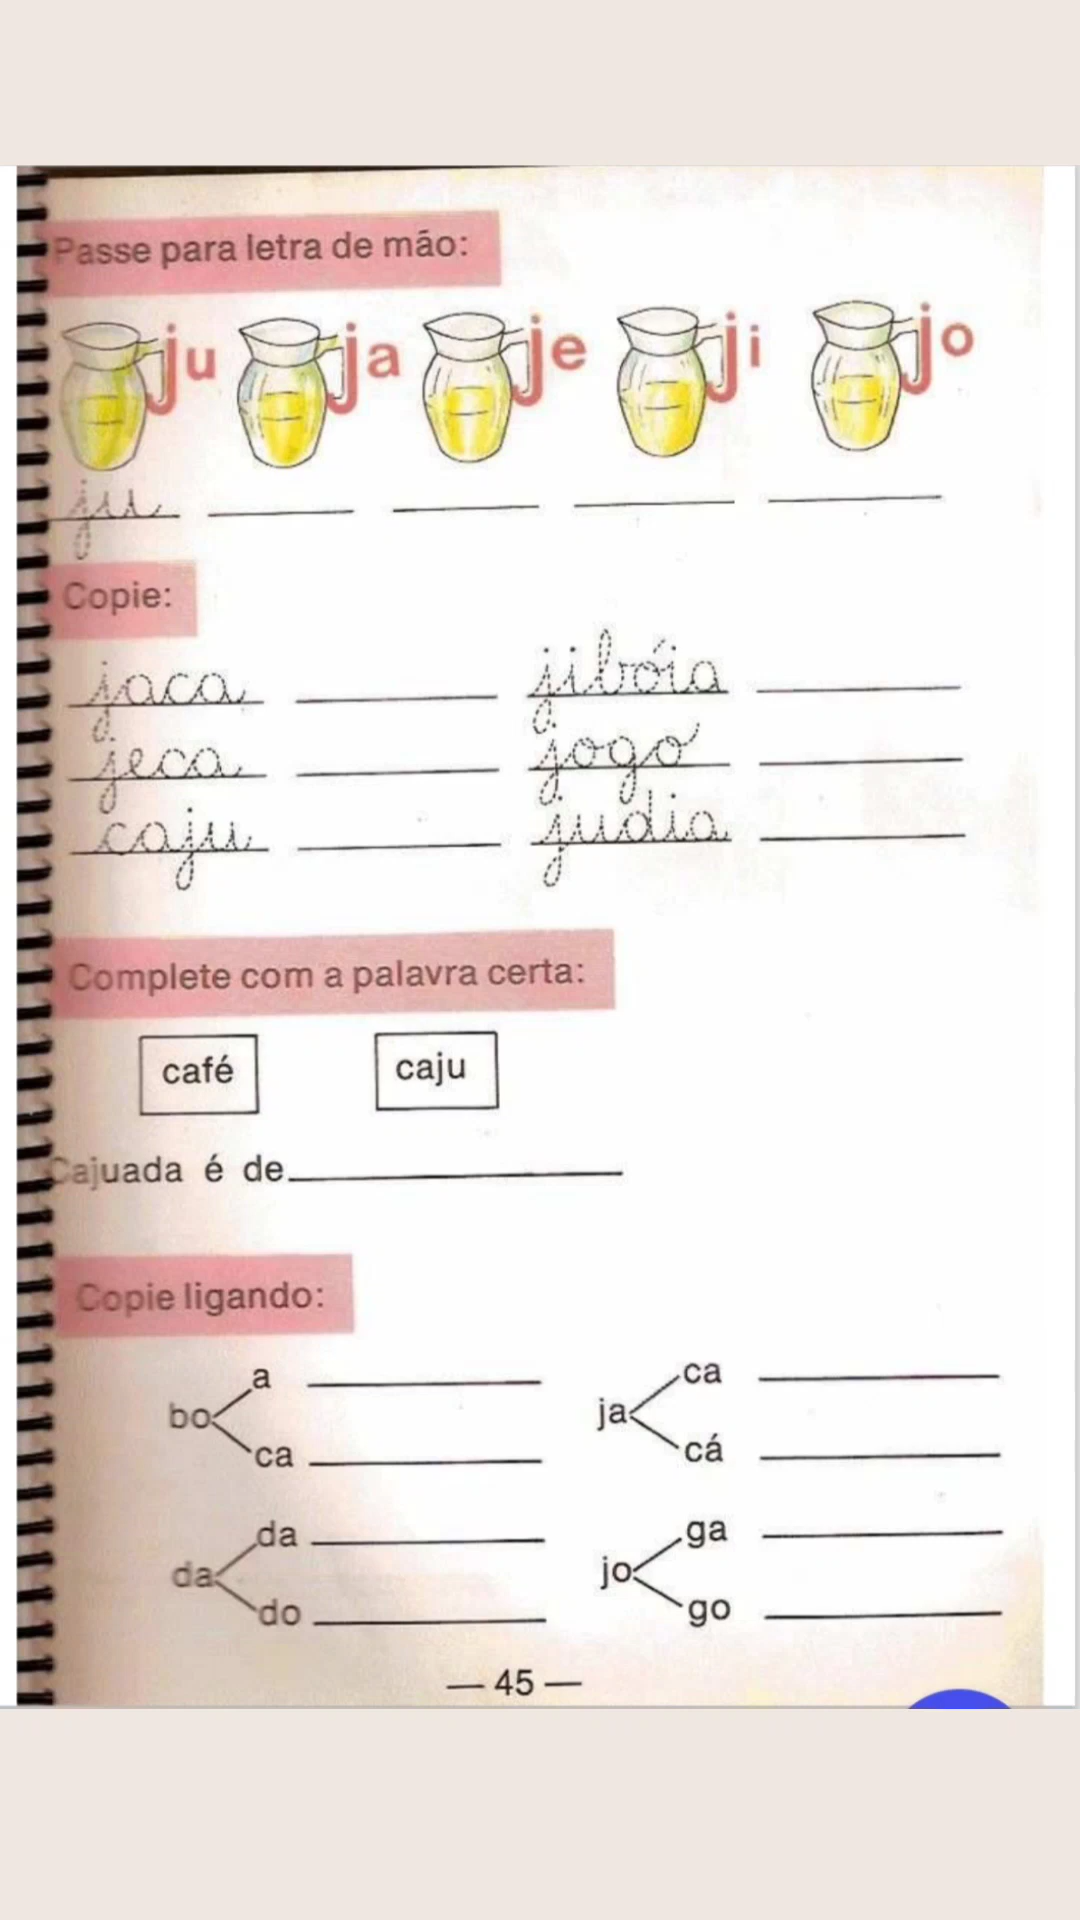 Passe para letra de mão:
ju ja je ji jo
ju
Copie:
jaca jibóia
jeca jogo
caju judia
Complete com a palavra certa:
café caju
Cajuada é de
Copie ligando:
a ca
bo ja
ca cá
da ga
da jo
do go
— 45 —